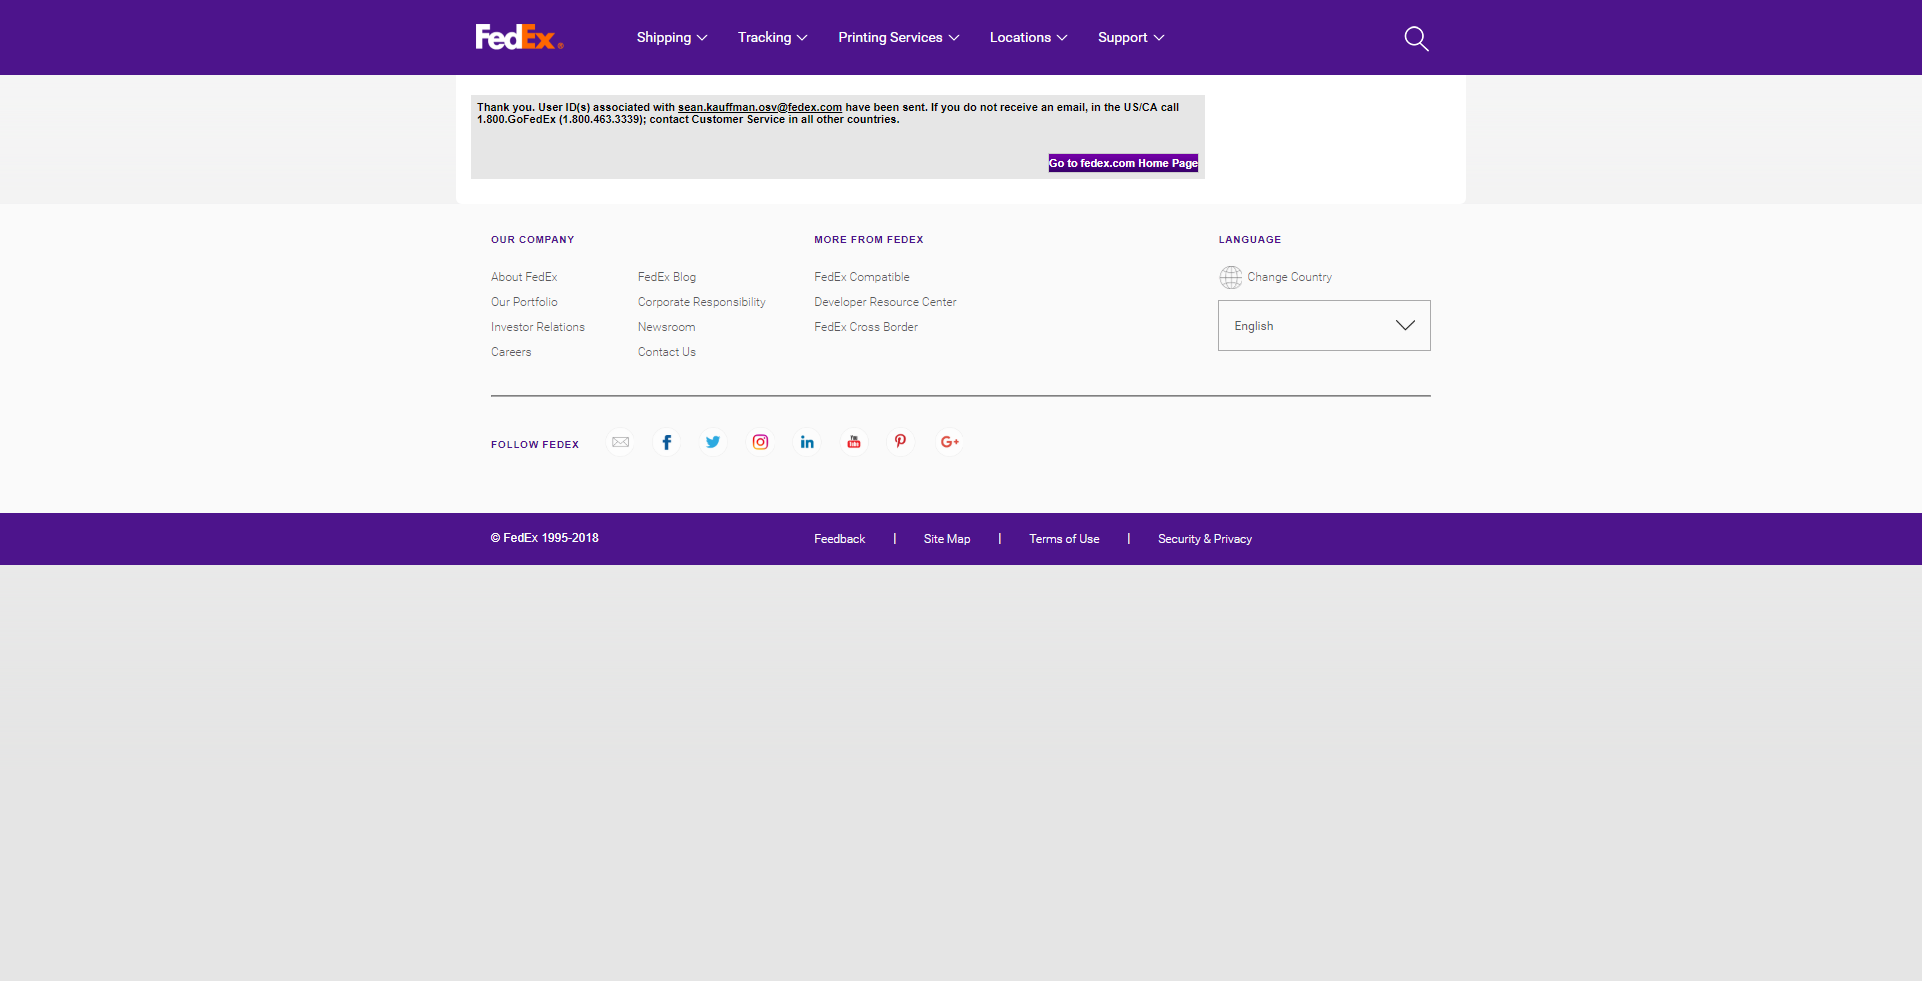 FedEx®
Shipping
Tracking
Printing Services
Locations
Support
Thank you. User ID(s) associated with sean.kauffman.osv@fedex.com have been sent. If you do not receive an email, in the US/CA call
1.800.GoFedEx (1.800.463.3339); contact Customer Service in all other countries.
Go to fedex.com Home Page
OUR COMPANY
About FedEx
Our Portfolio
Investor Relations
Careers
FedEx Blog
Corporate Responsibility
Newsroom
Contact Us
MORE FROM FEDEX
FedEx Compatible
Developer Resource Center
FedEx Cross Border
LANGUAGE
Change Country
English
FOLLOW FEDEX
© FedEx 1995-2018
Feedback | Site Map | Terms of Use | Security & Privacy